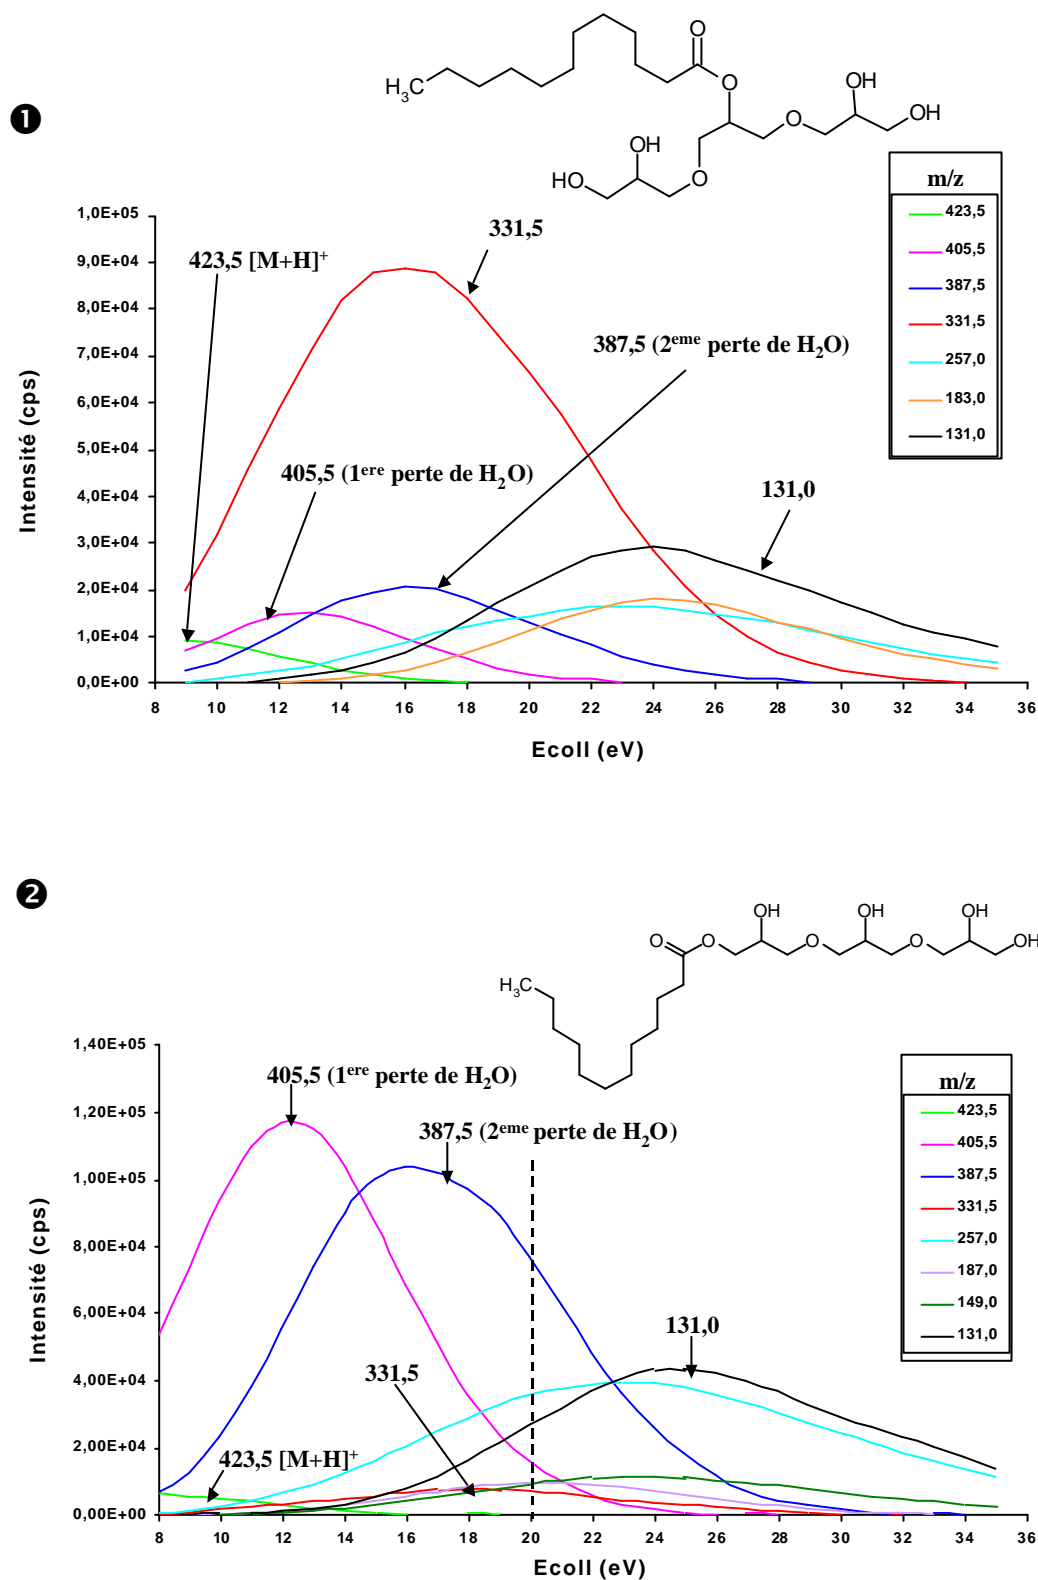 ❶
O
O
H₃C
OH
OH
O
OH
HO
O
m/z
423,5
405,5
387,5
331,5
257,0
183,0
131,0
423,5 [M+H]⁺
331,5
387,5 (2ᵉᵐᵉ perte de H₂O)
405,5 (1ᵉʳᵉ perte de H₂O)
131,0
Intensité (cps)
1,0E+05
9,0E+04
8,0E+04
7,0E+04
6,0E+04
5,0E+04
4,0E+04
3,0E+04
2,0E+04
1,0E+04
0,0E+00
8 10 12 14 16 18 20 22 24 26 28 30 32 34 36
Ecoll (eV)
❷
OH OH OH
O O O O OH
H₃C
m/z
423,5
405,5
387,5
331,5
257,0
187,0
149,0
131,0
405,5 (1ᵉʳᵉ perte de H₂O)
387,5 (2ᵉᵐᵉ perte de H₂O)
131,0
331,5
423,5 [M+H]⁺
Intensité (cps)
1,40E+05
1,20E+05
1,00E+05
8,00E+04
6,00E+04
4,00E+04
2,00E+04
0,00E+00
8 10 12 14 16 18 20 22 24 26 28 30 32 34 36
Ecoll (eV)